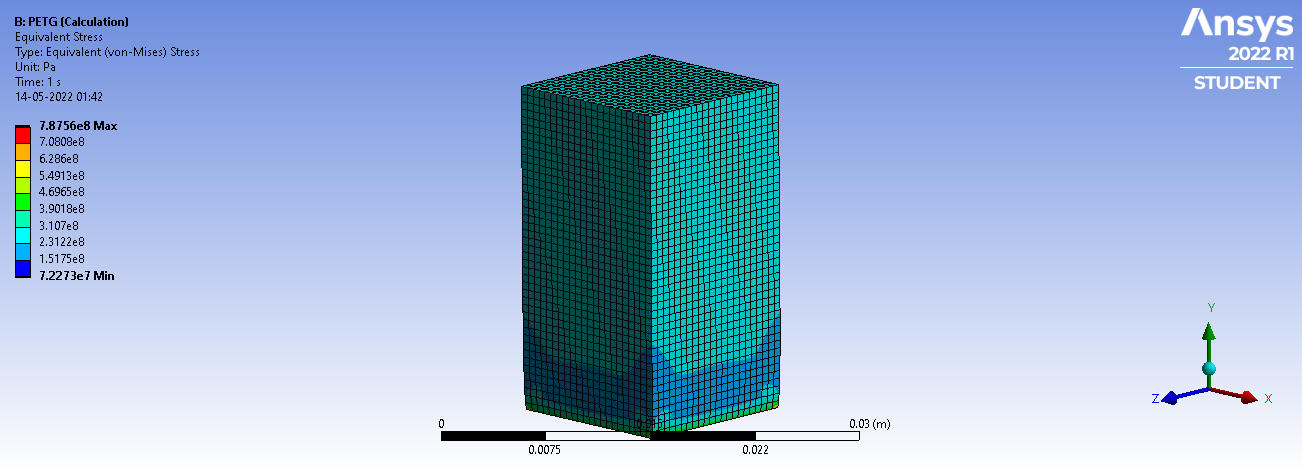 B: PETG (Calculation)
Equivalent Stress
Type: Equivalent (von-Mises) Stress
Unit: Pa
Time: 1 s
14-05-2022 01:42
7.8756e8 Max
7.0808e8
6.286e8
5.4913e8
4.6965e8
3.9018e8
3.107e8
2.3122e8
1.5175e8
7.2273e7 Min
Ansys
2022 R1
STUDENT
0
0.03 (m)
0.0075
0.022
Y
Z
X